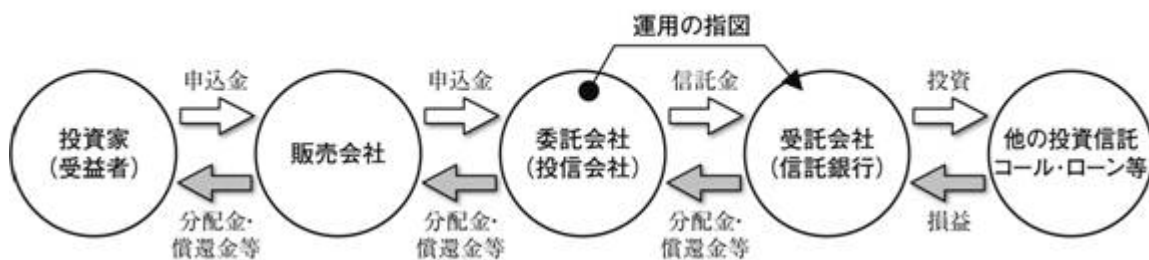 運用の指図
申込金
申込金
信託金
投資
投資家
（受益者）
販売会社
委託会社
（投信会社）
受託会社
（信託銀行）
他の投資信託
コール・ローン等
分配金・
償還金等
分配金・
償還金等
分配金・
償還金等
損益